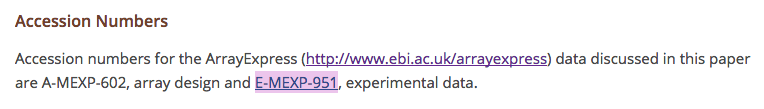 Accession Numbers
Accession numbers for the ArrayExpress (http://www.ebi.ac.uk/arrayexpress) data discussed in this paper
are A-MEXP-602, array design and E-MEXP-951, experimental data.